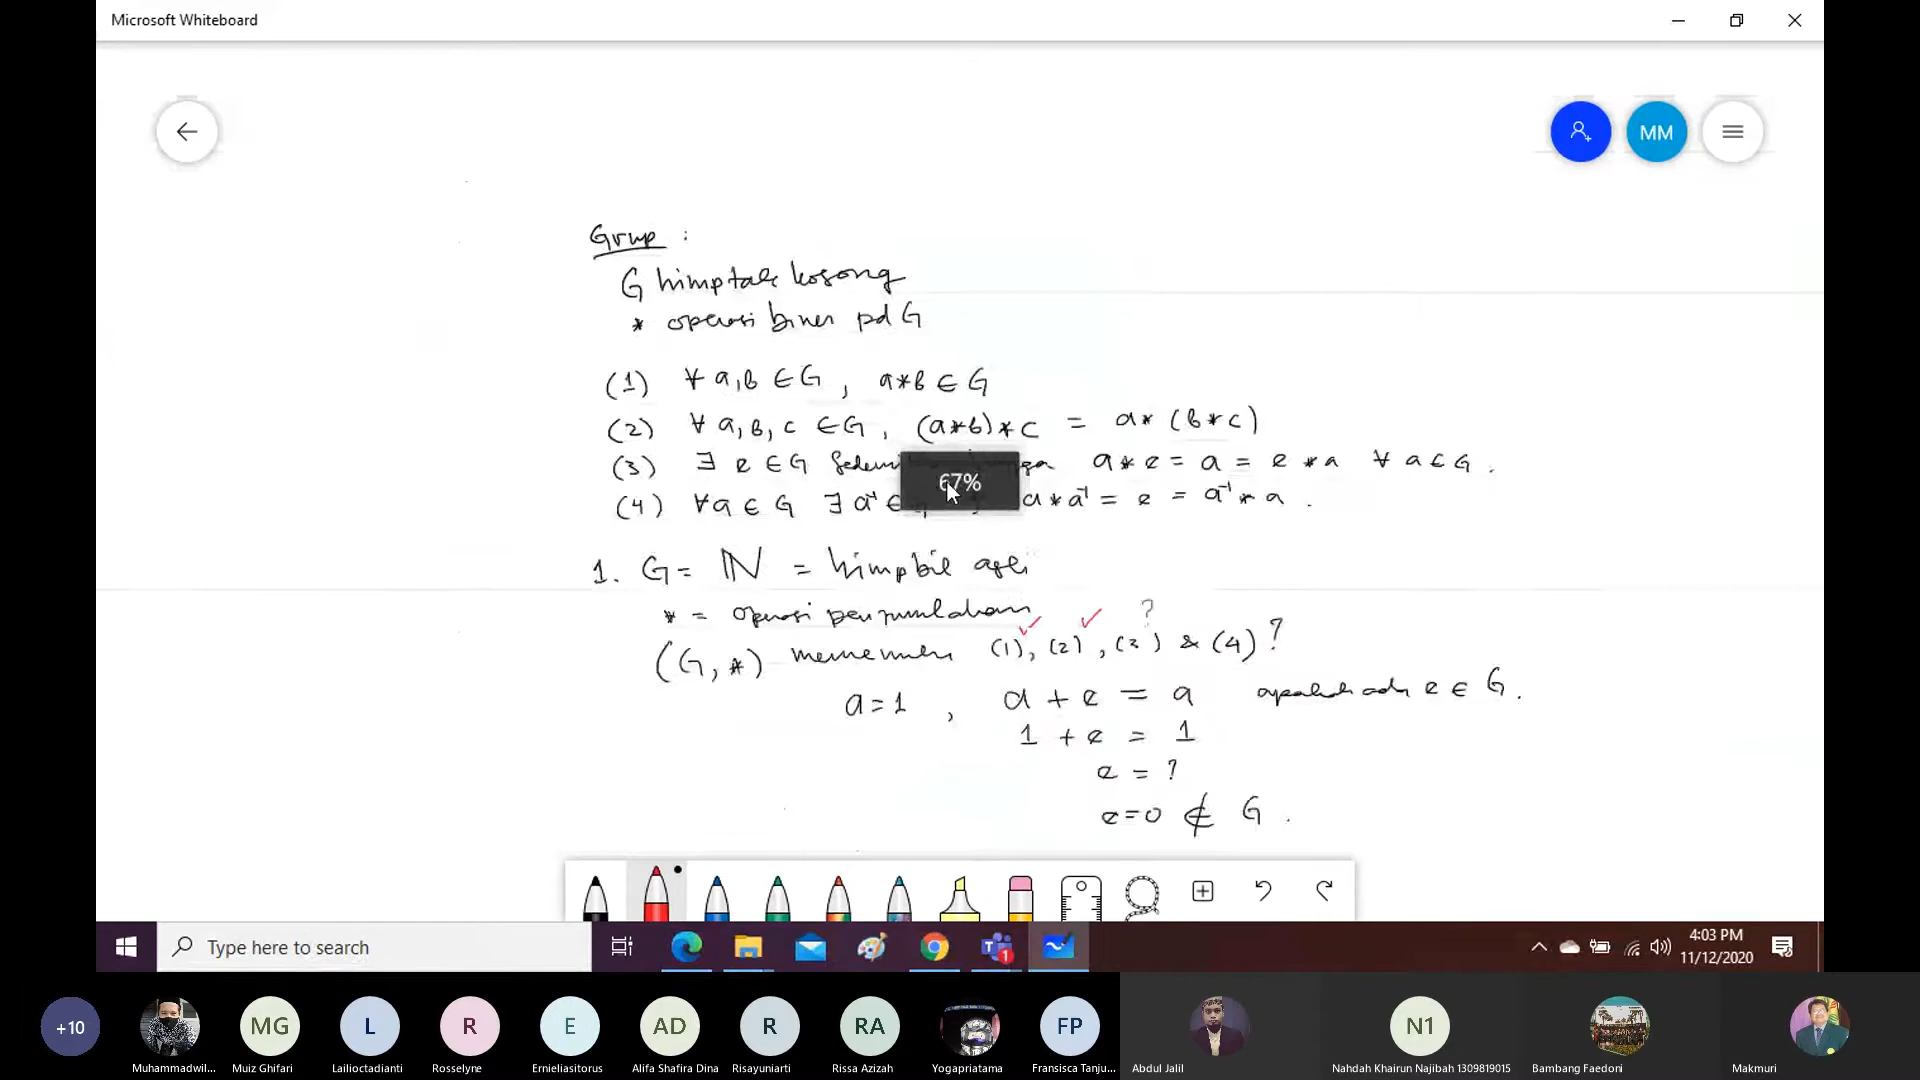 Microsoft Whiteboard
MM
Grup :
G himp tak kosong
* operasi biner pd G
(1) ∀ a,b ∈ G , a*b ∈ G
(2) ∀ a,b,c ∈ G , (a*b)*c = a*(b*c)
(3) ∃ e ∈ G a*e = a = e*a ∀ a ∈ G .
67%
(4) ∀ a ∈ G ∃ a⁻¹ ∈ a*a⁻¹ = e = a⁻¹*a .
1. G = ℕ = himp bil asli
* = operasi penjumlahan
?
(G,*) memenuhi (1), (2), (3) & (4) ?
a=1 , a + e = a apakah ada e ∈ G .
1 + e = 1
e = ?
e=0 ∉ G .
Type here to search
1
4:03 PM
11/12/2020
+10
MG
L
R
E
AD
R
RA
FP
N1
Muhammadwil...
Muiz Ghifari
Lailioctadianti
Rosselyne
Ernieliasitorus
Alifa Shafira Dina
Risayuniarti
Rissa Azizah
Yogapriatama
Fransisca Tanju...
Abdul Jalil
Nahdah Khairun Najibah 1309819015
Bambang Faedoni
Makmuri